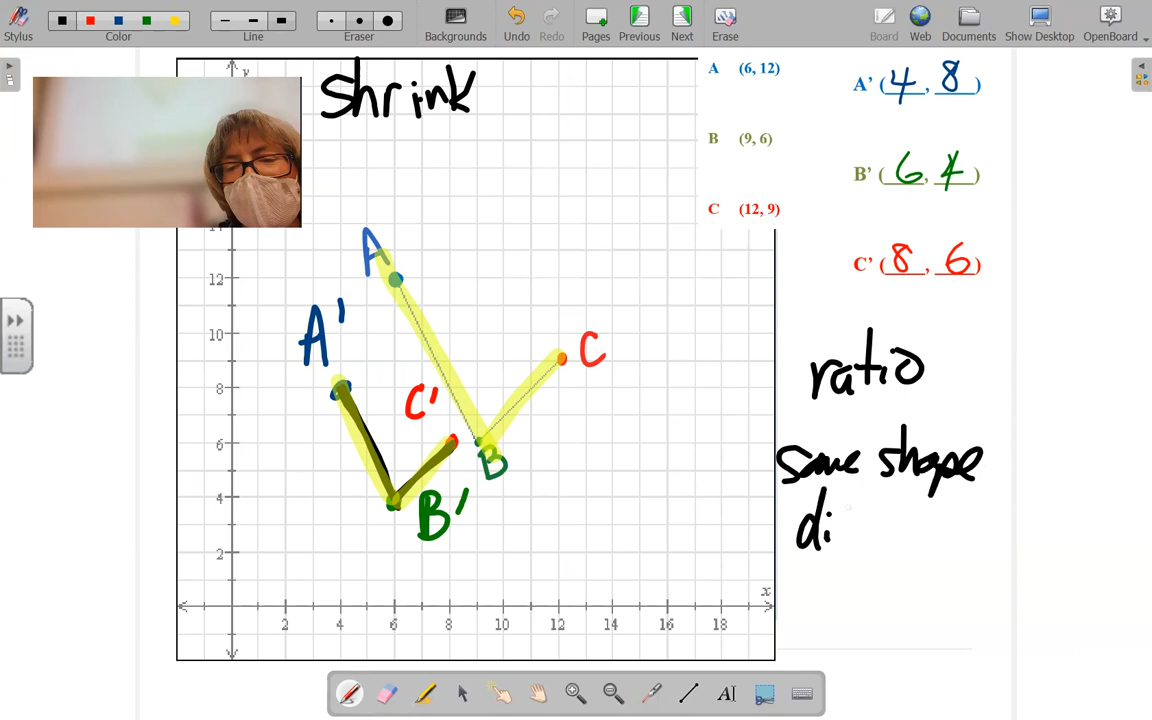 Stylus
Color
Line
Eraser
Backgrounds
Undo
Redo
Pages
Previous
Next
Erase
Board
Web
Documents
Show Desktop
OpenBoard
y
shrink
A (6, 12)
A' (4, 8)
B (9, 6)
B' (6, 4)
C (12, 9)
C' (8, 6)
A
12
A'
10
C
8
C'
ratio
6
B
same shape
4
B'
di
2
x
2 4 6 8 10 12 14 16 18
A